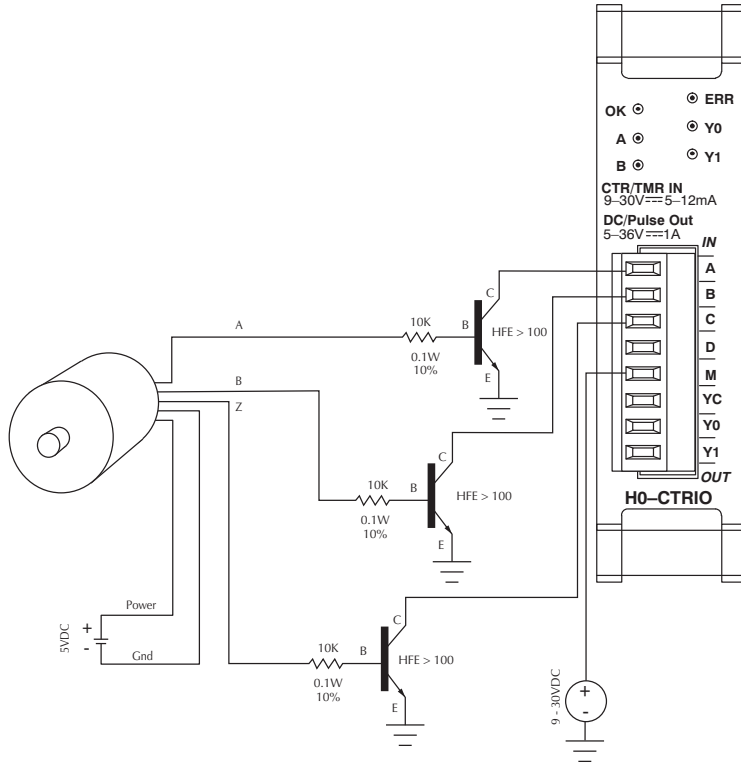 ERR
OK
Y0
A
Y1
B
CTR/TMR IN
9–30V 5–12mA
DC/Pulse Out
5–36V 1A
IN
A
B
C
D
M
YC
Y0
Y1
OUT
H0–CTRIO
A
10K
0.1W
10%
B
C
HFE > 100
E
B
Z
10K
0.1W
10%
B
C
HFE > 100
E
10K
0.1W
10%
B
C
HFE > 100
E
5VDC
+
-
Power
Gnd
9 - 30VDC
+
-